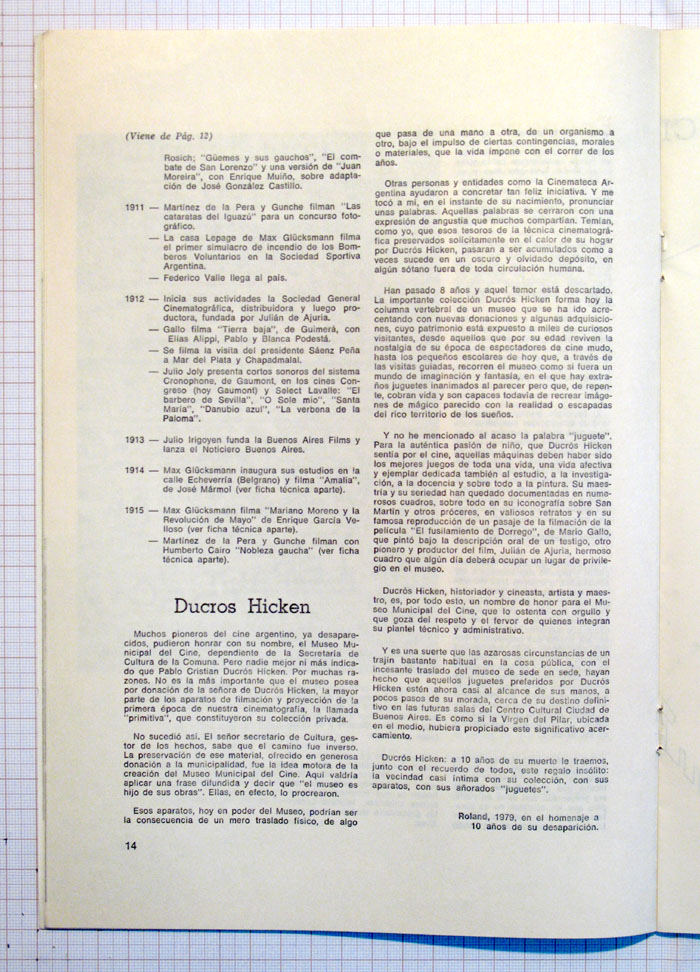 (Viene de Pág. 12)
Rosich; "Güemes y sus gauchos", "El com-
bate de San Lorenzo" y una versión de "Juan
Moreira", con Enrique Muiño, sobre adapta-
ción de José González Castillo.
1911 — Martínez de la Pera y Gunche filman "Las
cataratas del Iguazú" para un concurso foto-
gráfico.
— La casa Lepage de Max Glücksmann filma
el primer simulacro de incendio de los Bom-
beros Voluntarios en la Sociedad Sportiva
Argentina.
— Federico Valle llega al país.
1912 — Inicia sus actividades la Sociedad General
Cinematográfica, distribuidora y luego pro-
ductora, fundada por Julián de Ajuria.
— Gallo filma "Tierra baja", de Guimerá, con
Elías Alippi, Pablo y Blanca Podestá.
— Se filma la visita del presidente Sáenz Peña
a Mar del Plata y Chapadmalal.
— Julio Joly presenta cortos sonoros del sistema
Cronophone, de Gaumont, en los cines Con-
greso (hoy Gaumont) y Select Lavalle: "El
barbero de Sevilla", "O Sole mío", "Santa
María", "Danubio azul", "La verbena de la
Paloma".
1913 — Julio Irigoyen funda la Buenos Aires Films y
lanza el Noticiero Buenos Aires.
1914 — Max Glücksmann inaugura sus estudios en la
calle Echeverría (Belgrano) y filma "Amalia",
de José Mármol (ver ficha técnica aparte).
1915 — Max Glücksmann filma "Mariano Moreno y la
Revolución de Mayo" de Enrique García Ve-
lloso (ver ficha técnica aparte).
— Martínez de la Pera y Gunche filman con
Humberto Cairo "Nobleza gaucha" (ver ficha
técnica aparte).
Ducros Hicken
Muchos pioneros del cine argentino, ya desapare-
cidos, pudieron honrar con su nombre, el Museo Mu-
nicipal del Cine, dependiente de la Secretaría de
Cultura de la Comuna. Pero nadie mejor ni más indica-
do que Pablo Cristian Ducrós Hicken. Por muchas ra-
zones. No es la más importante que el museo posea
por donación de la señora de Ducrós Hicken, la mayor
parte de los aparatos de filmación y proyección de la
primera época de nuestra cinematografía, la llamada
"primitiva", que constituyeron su colección privada.
No sucedió así. El señor secretario de Cultura, ges-
tor de los hechos, sabe que el camino fue inverso.
La preservación de ese material, ofrecido en generosa
donación a la municipalidad, fue la idea motora de la
creación del Museo Municipal del Cine. Aquí valdría
aplicar una frase difundida y decir que "el museo es
hijo de sus obras". Ellas, en efecto, lo procrearon.
Esos aparatos, hoy en poder del Museo, podrían ser
la consecuencia de un mero traslado físico, de algo
que pasa de una mano a otra, de un organismo a
otro, bajo el impulso de ciertas contingencias, morales
o materiales, que la vida impone con el correr de los
años.
Otras personas y entidades como la Cinemateca Ar-
gentina ayudaron a concretar tan feliz iniciativa. Y me
tocó a mí, en el instante de su nacimiento, pronunciar
unas palabras. Aquellas palabras se cerraron con una
expresión de angustia que muchos compartían. Temían,
como yo, que esos tesoros de la técnica cinematográ-
fica preservados solícitamente en el calor de su hogar
por Ducrós Hicken, pasaran a ser acumulados como a
veces sucede en un oscuro y olvidado depósito, en
algún sótano fuera de toda circulación humana.
Han pasado 8 años y aquel temor está descartado.
La importante colección Ducrós Hicken forma hoy la
columna vertebral de un museo que se ha ido acre-
centando con nuevas donaciones y algunas adquisicio-
nes, cuyo patrimonio está expuesto a miles de curiosos
visitantes, desde aquellos que por su edad reviven la
nostalgia de su época de espectadores de cine mudo,
hasta los pequeños escolares de hoy que, a través de
las visitas guiadas, recorren el museo como si fuera un
mundo de imaginación y fantasía, en el que hay extra-
ños juguetes inanimados al parecer pero que, de repen-
te, cobran vida y son capaces todavía de recrear imáge-
nes de mágico parecido con la realidad o escapadas
del rico territorio de los sueños.
Y no he mencionado al acaso la palabra "juguete".
Para la auténtica pasión de niño, que Ducrós Hicken
sentía por el cine, aquellas máquinas deben haber sido
los mejores juegos de toda una vida, una vida afectiva
y ejemplar dedicada también al estudio, a la investiga-
ción, a la docencia y sobre todo a la pintura. Su maes-
tría y su seriedad han quedado documentadas en nume-
rosos cuadros, sobre todo en su iconografía sobre San
Martín y otros próceres, en valiosos retratos y en su
famosa reproducción de un pasaje de la filmación de la
película "El fusilamiento de Dorrego", de Mario Gallo,
que pintó bajo la descripción oral de un testigo, otro
pionero y productor del film, Julián de Ajuria, hermoso
cuadro que algún día deberá ocupar un lugar de privile-
gio en el museo.
Ducrós Hicken, historiador y cineasta, artista y maes-
tro, es, por todo esto, un nombre de honor para el Mu-
seo Municipal del Cine, que lo ostenta con orgullo y
que goza del respeto y el fervor de quienes integran
su plantel técnico y administrativo.
Y es una suerte que las azarosas circunstancias de un
trajín bastante habitual en la cosa pública, con el
incesante traslado del museo de sede en sede, hayan
hecho que aquellos juguetes preferidos por Ducrós
Hicken estén ahora casi al alcance de sus manos, a
pocos pasos de su morada, cerca de su destino defini-
tivo en las futuras salas del Centro Cultural Ciudad de
Buenos Aires. Es como si la Virgen del Pilar, ubicada
en el medio, hubiera propiciado este significativo acer-
camiento.
Ducrós Hicken: a 10 años de su muerte le traemos,
junto con el recuerdo de todos, este regalo insólito:
la vecindad casi íntima con su colección, con sus
aparatos, con sus añorados "juguetes".
Roland, 1979, en el homenaje a
10 años de su desaparición.
14